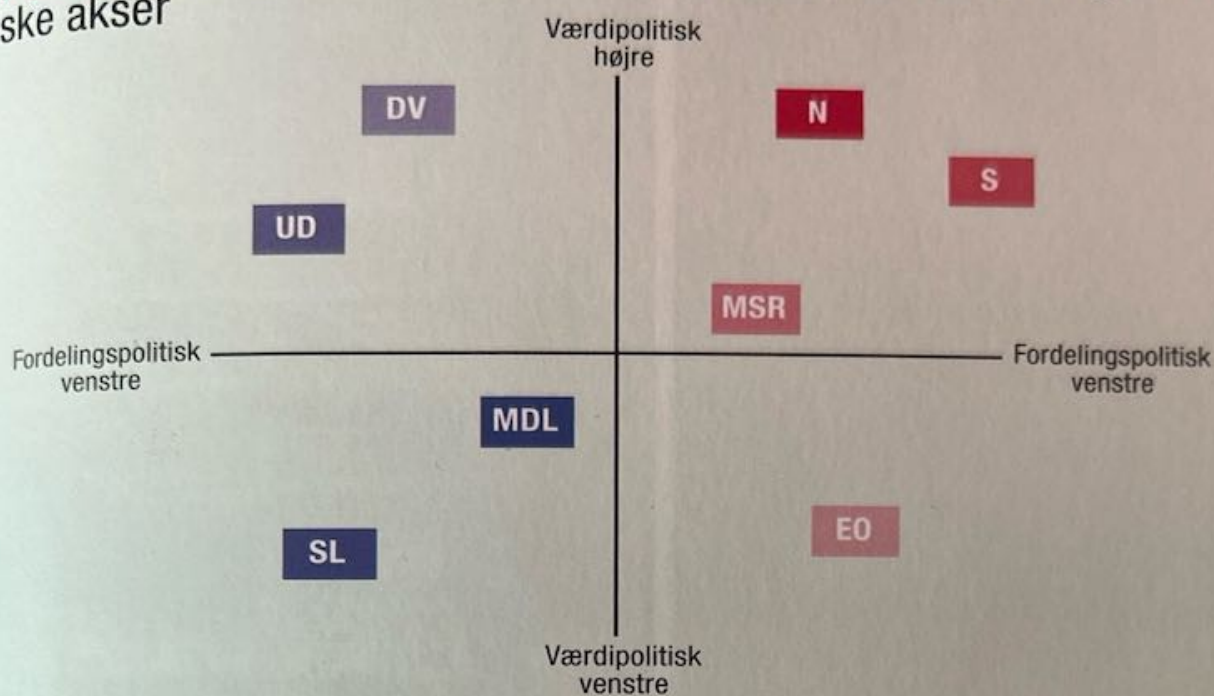 ske akser
Værdipolitisk
højre
DV
N
S
UD
MSR
Fordelingspolitisk
venstre
Fordelingspolitisk
venstre
MDL
EO
SL
Værdipolitisk
venstre